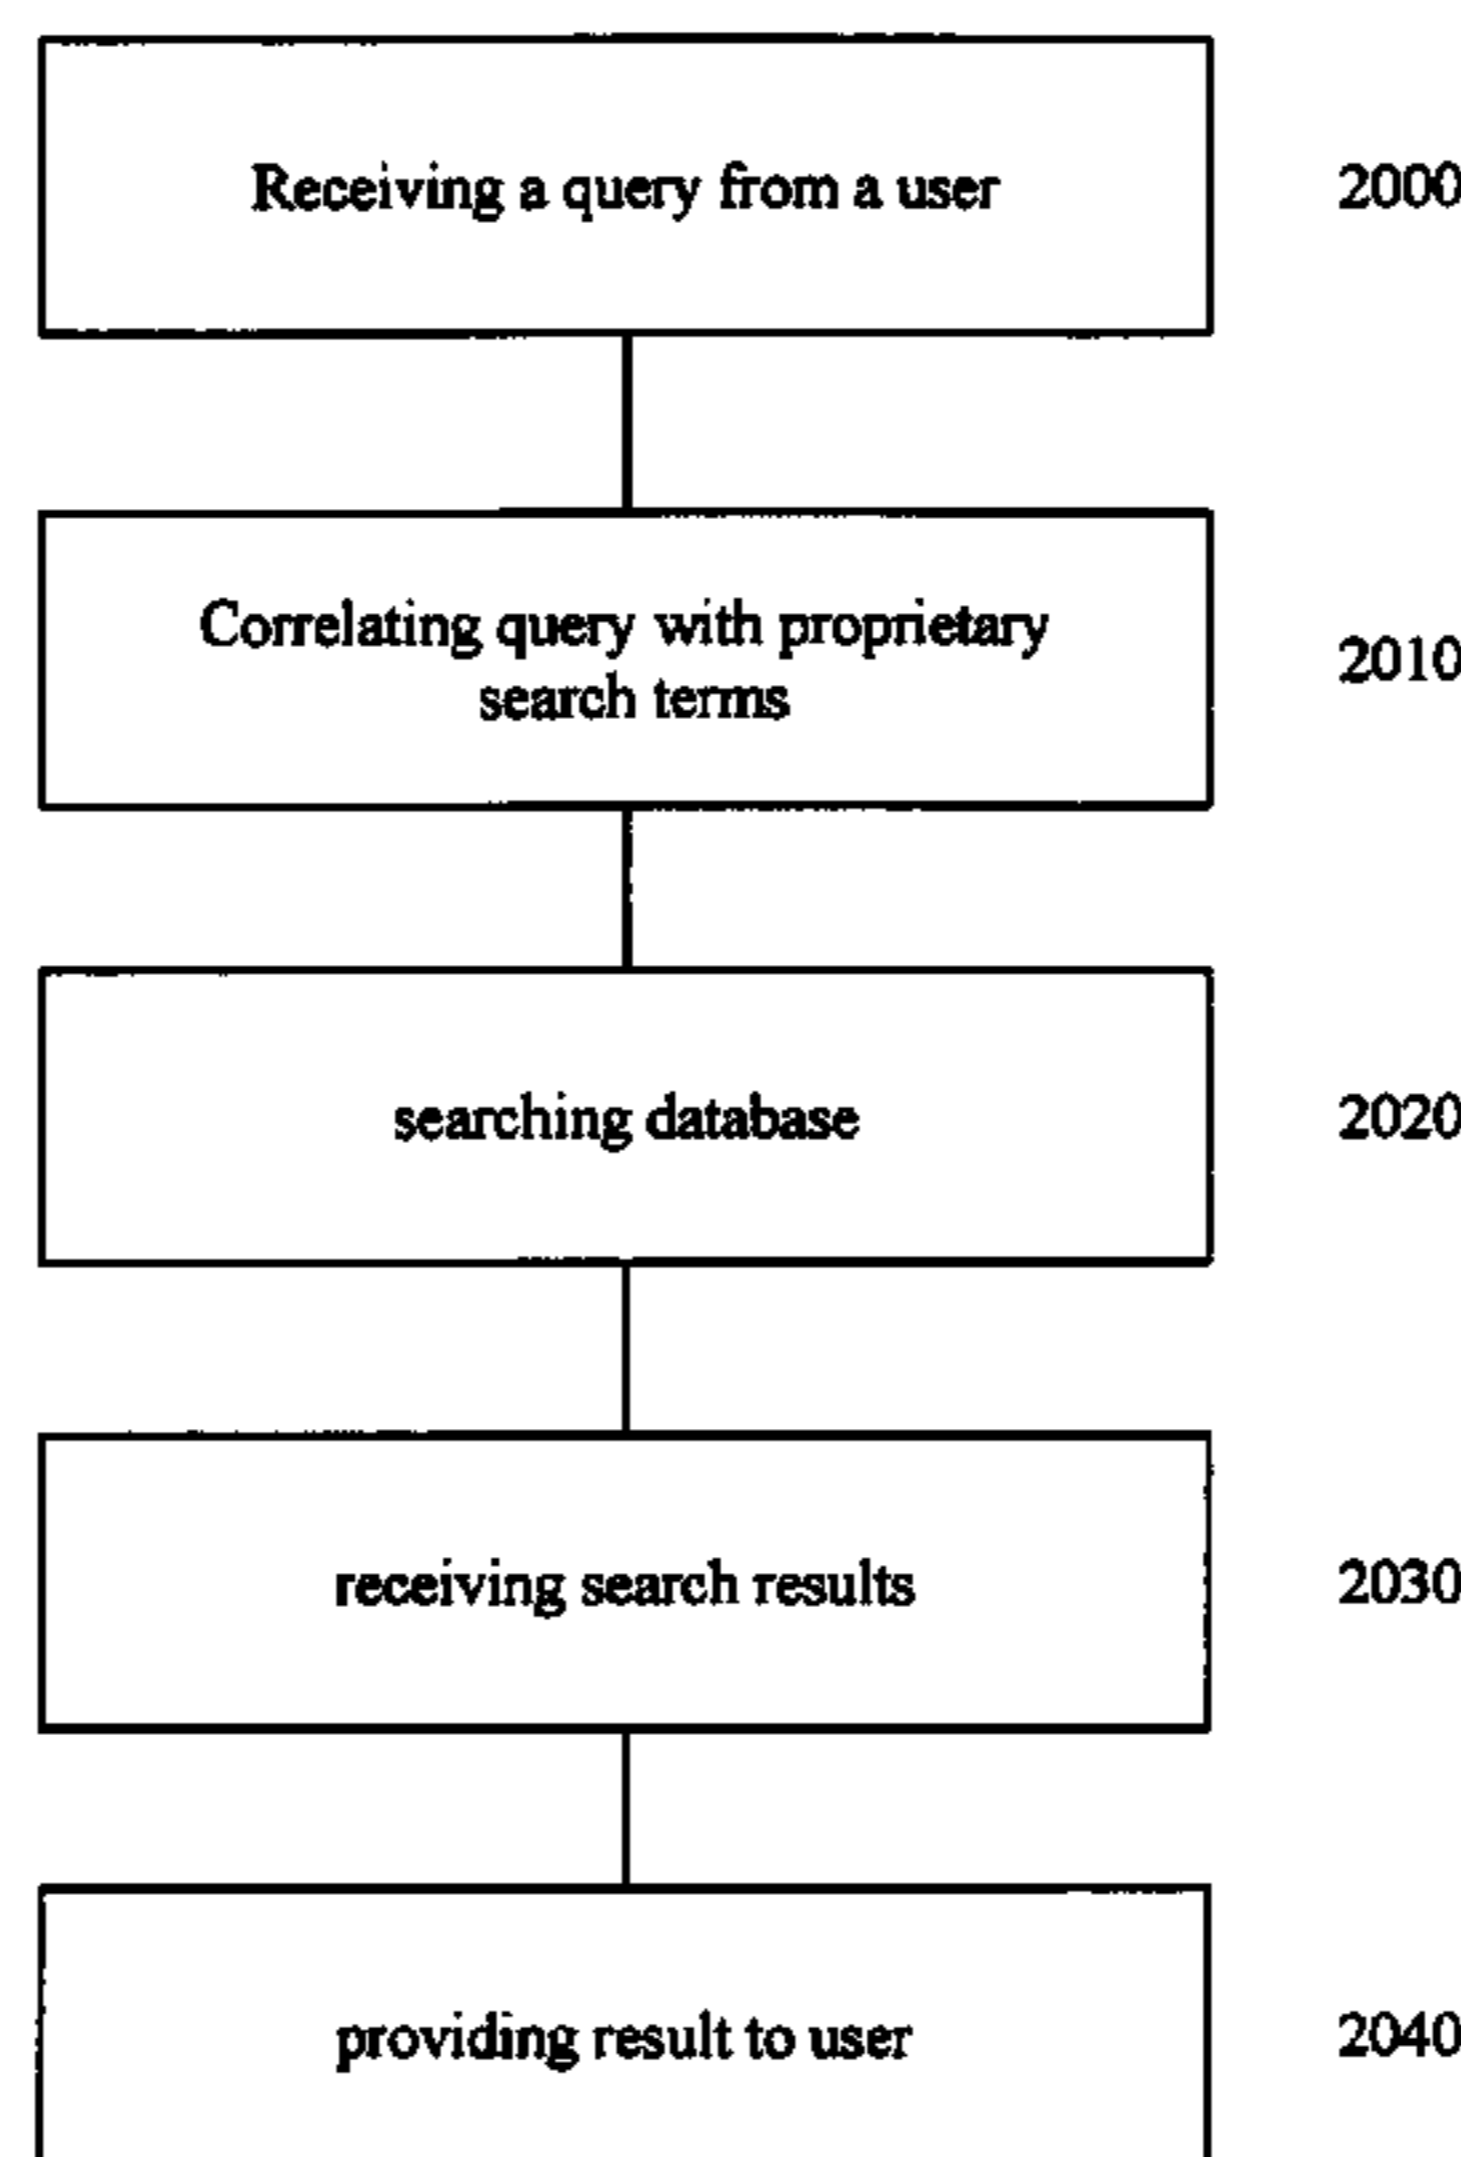 Receiving a query from a user
2000
Correlating query with proprietary
search terms
2010
searching database
2020
receiving search results
2030
providing result to user
2040